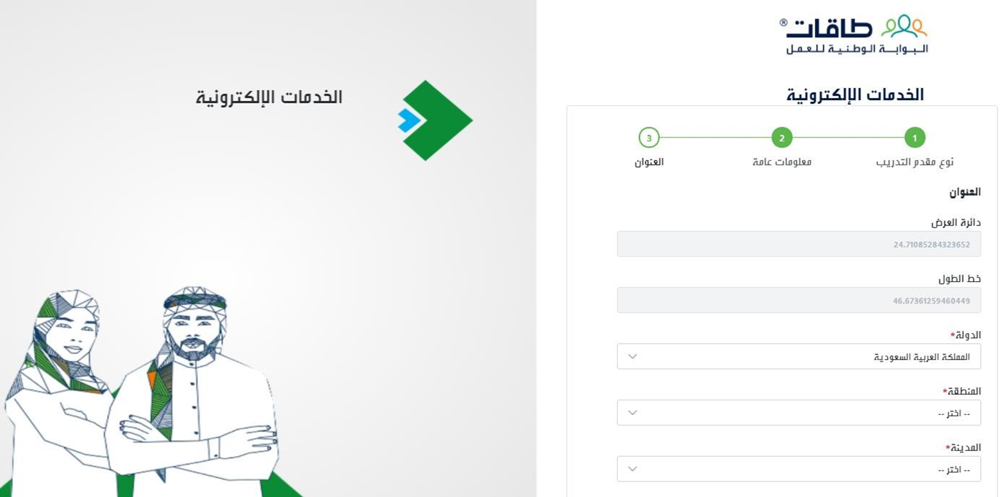 طاقات®
البوابة الوطنية للعمل
الخدمات الإلكترونية
الخدمات الإلكترونية
1
2
3
نوع مقدم التدريب
معلومات عامة
العنوان
العنوان
دائرة العرض
24.71085284323652
خط الطول
46.67361259460449
الدولة*
المملكة العربية السعودية
المنطقة*
-- اختر --
المدينة*
-- اختر --